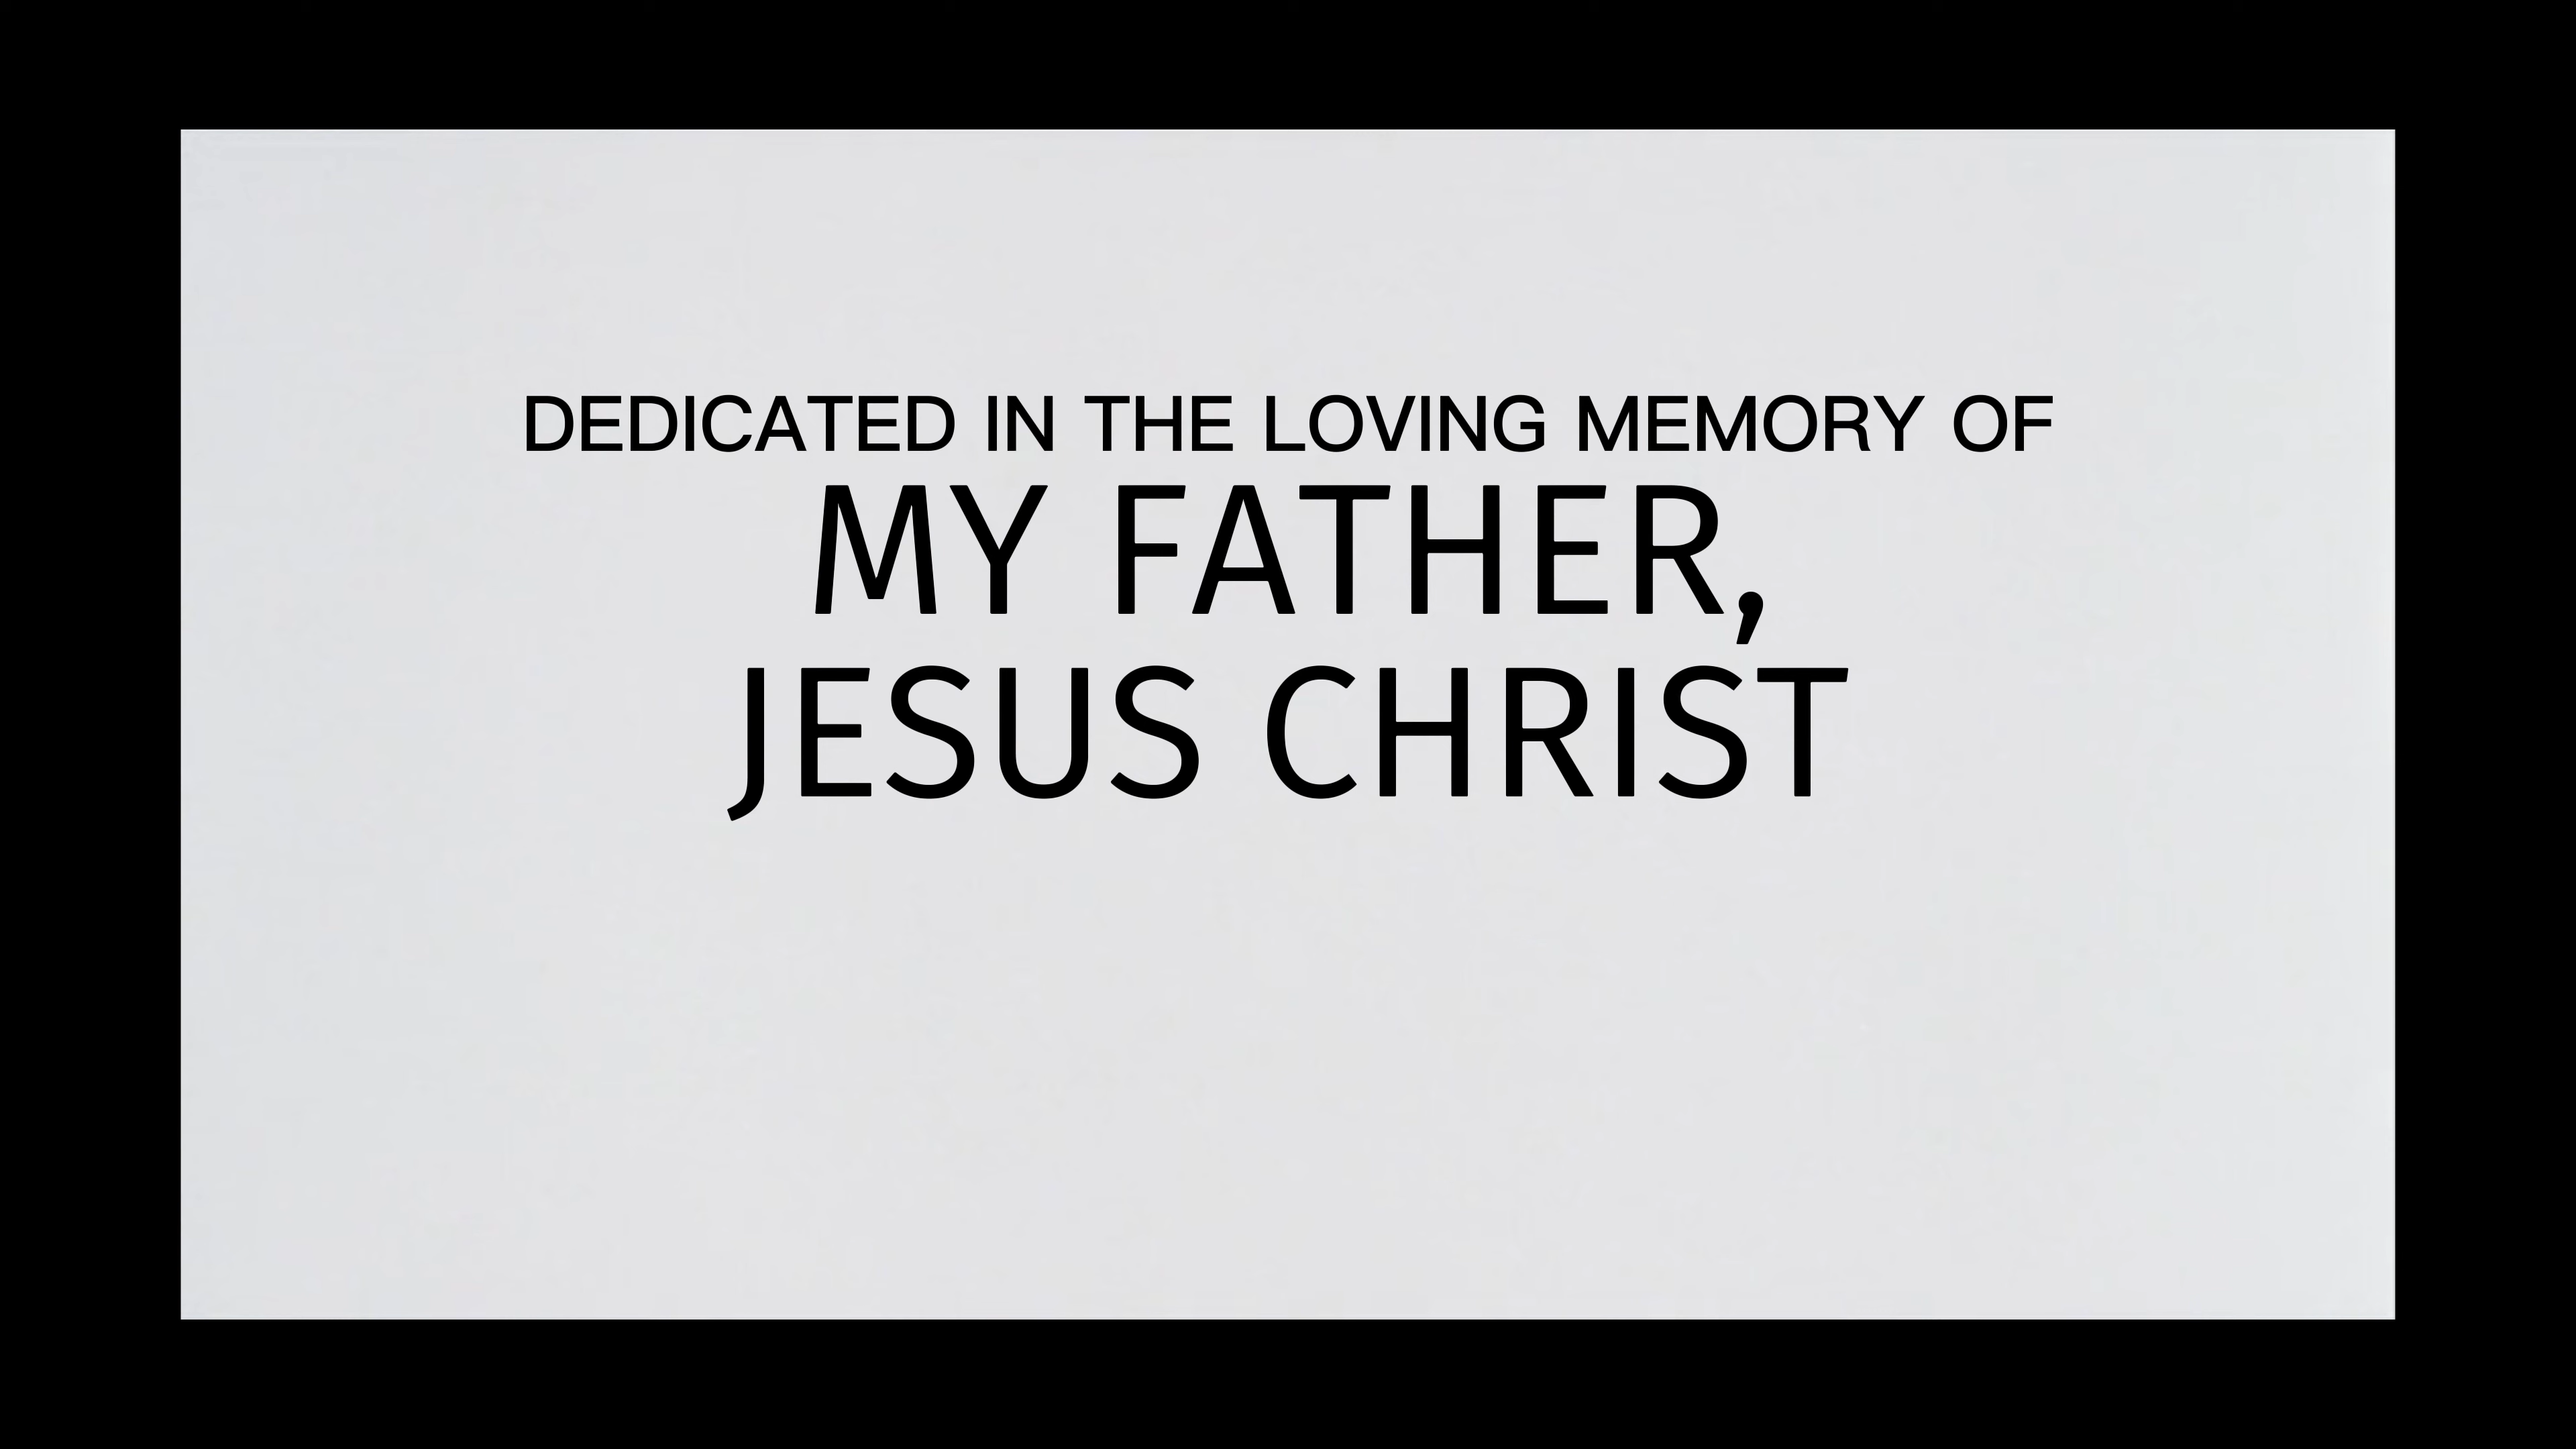 DEDICATED IN THE LOVING MEMORY OF
MY FATHER,
JESUS CHRIST